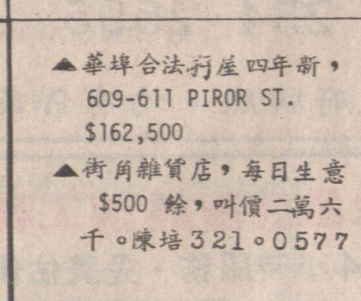 ▲華埠合法孖屋四年新，
609-611 PIROR ST.
$162,500
▲街角雜貨店，每日生意
$500 餘，叫價二萬六
千。陳培321。0577